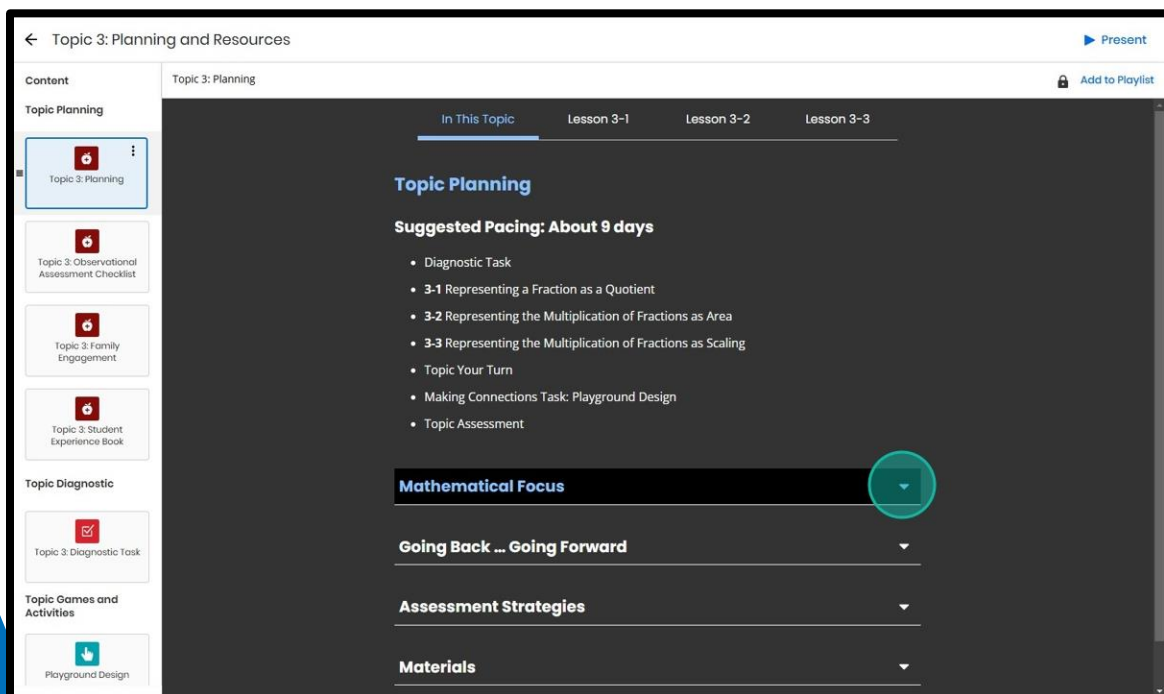 ← Topic 3: Planning and Resources
Present
Content
Topic 3: Planning
Add to Playlist
Topic Planning
Topic 3: Planning
Topic 3: Observational
Assessment Checklist
Topic 3: Family
Engagement
Topic 3: Student
Experience Book
Topic Diagnostic
Topic 3: Diagnostic Task
Topic Games and
Activities
Playground Design
In This Topic
Lesson 3-1
Lesson 3-2
Lesson 3-3
Topic Planning
Suggested Pacing: About 9 days
• Diagnostic Task
• 3-1 Representing a Fraction as a Quotient
• 3-2 Representing the Multiplication of Fractions as Area
• 3-3 Representing the Multiplication of Fractions as Scaling
• Topic Your Turn
• Making Connections Task: Playground Design
• Topic Assessment
Mathematical Focus
Going Back ... Going Forward
Assessment Strategies
Materials